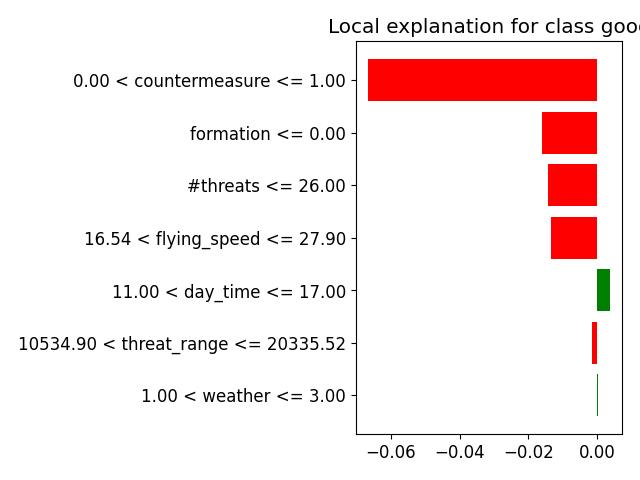 Local explanation for class goo
0.00 < countermeasure <= 1.00
formation <= 0.00
#threats <= 26.00
16.54 < flying_speed <= 27.90
11.00 < day_time <= 17.00
10534.90 < threat_range <= 20335.52
1.00 < weather <= 3.00
−0.06 −0.04 −0.02 0.00